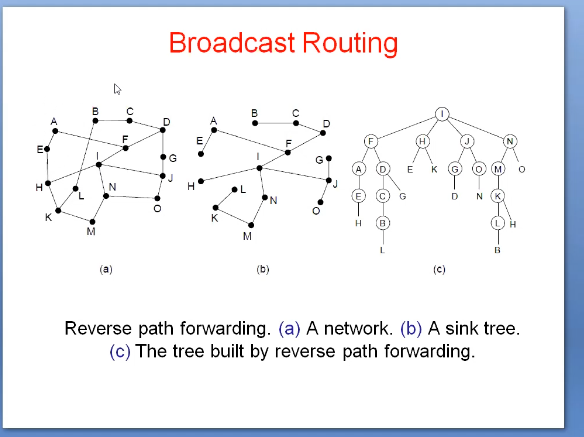 Broadcast Routing
A B C D
E F G
H I J
K L M N O
(a)
A B C D
E F G
H I J
K L M N O
(b)
I
F H J N
A D E K G O M O
E C G D N K
H B L H
L B
(c)
Reverse path forwarding. (a) A network. (b) A sink tree.
(c) The tree built by reverse path forwarding.